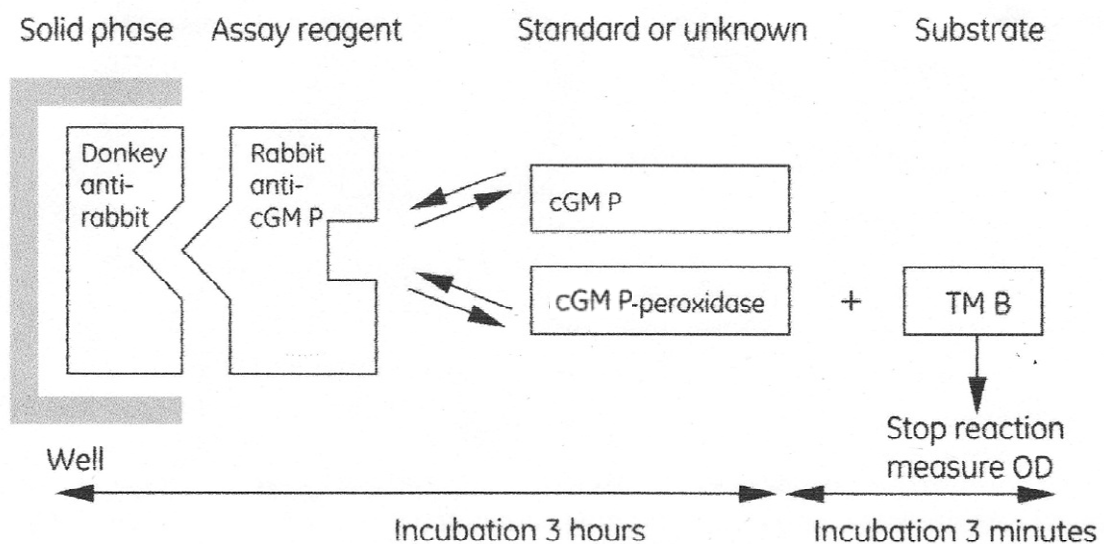 Solid phase Assay reagent Standard or unknown Substrate
Donkey
anti-
rabbit
Rabbit
anti-
cGM P
cGM P
cGM P-peroxidase
+
TM B
Stop reaction
measure OD
Well
Incubation 3 hours
Incubation 3 minutes